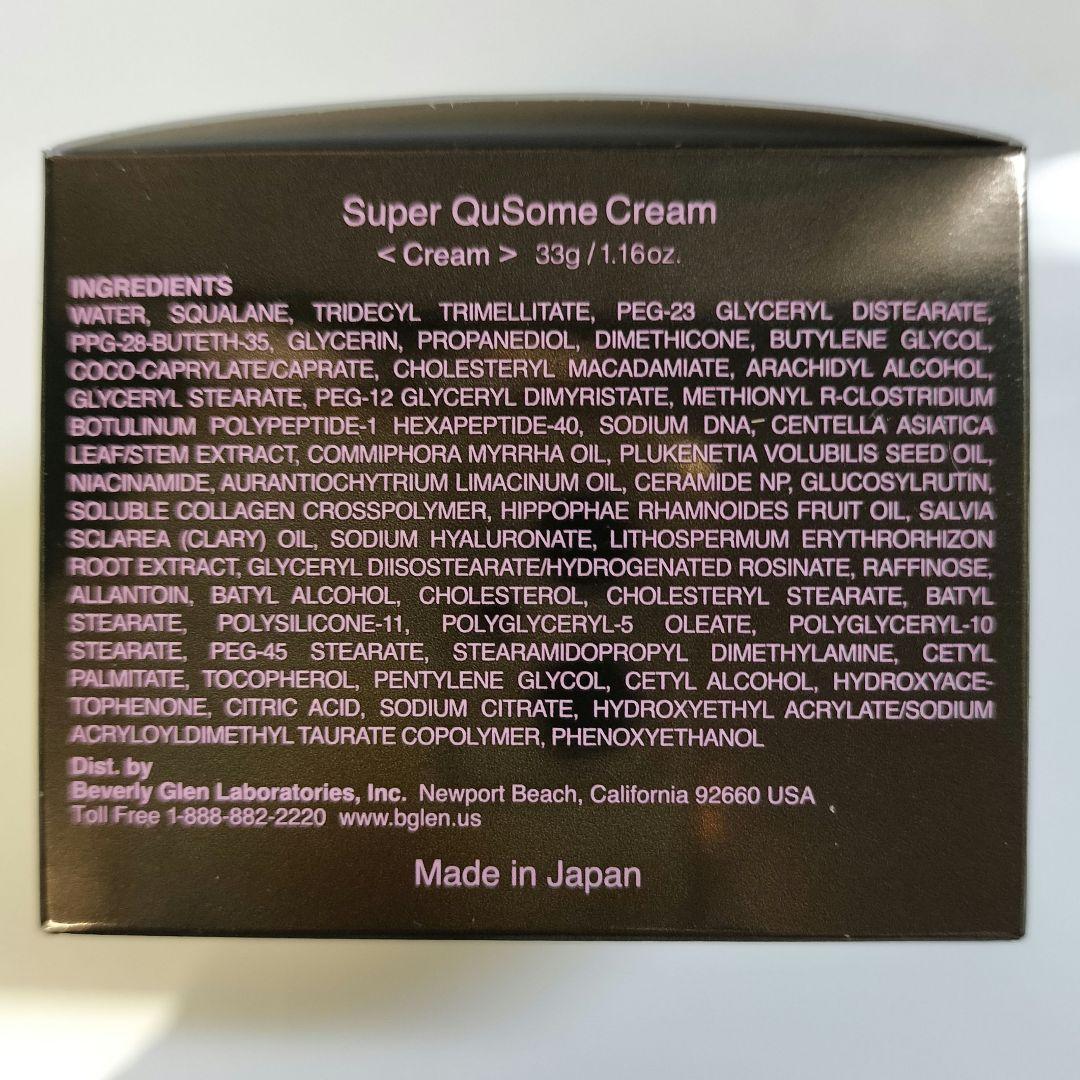 Super QuSome Cream
< Cream > 33g / 1.16oz.
INGREDIENTS
WATER, SQUALANE, TRIDECYL TRIMELLITATE, PEG-23 GLYCERYL DISTEARATE,
PPG-28-BUTETH-35, GLYCERIN, PROPANEDIOL, DIMETHICONE, BUTYLENE GLYCOL,
COCO-CAPRYLATE/CAPRATE, CHOLESTERYL MACADAMIATE, ARACHIDYL ALCOHOL,
GLYCERYL STEARATE, PEG-12 GLYCERYL DIMYRISTATE, METHIONYL R-CLOSTRIDIUM
BOTULINUM POLYPEPTIDE-1 HEXAPEPTIDE-40, SODIUM DNA, CENTELLA ASIATICA
LEAF/STEM EXTRACT, COMMIPHORA MYRRHA OIL, PLUKENETIA VOLUBILIS SEED OIL,
NIACINAMIDE, AURANTIOCHYTRIUM LIMACINUM OIL, CERAMIDE NP, GLUCOSYLRUTIN,
SOLUBLE COLLAGEN CROSSPOLYMER, HIPPOPHAE RHAMNOIDES FRUIT OIL, SALVIA
SCLAREA (CLARY) OIL, SODIUM HYALURONATE, LITHOSPERMUM ERYTHRORHIZON
ROOT EXTRACT, GLYCERYL DIISOSTEARATE/HYDROGENATED ROSINATE, RAFFINOSE,
ALLANTOIN, BATYL ALCOHOL, CHOLESTEROL, CHOLESTERYL STEARATE, BATYL
STEARATE, POLYSILICONE-11, POLYGLYCERYL-5 OLEATE, POLYGLYCERYL-10
STEARATE, PEG-45 STEARATE, STEARAMIDOPROPYL DIMETHYLAMINE, CETYL
PALMITATE, TOCOPHEROL, PENTYLENE GLYCOL, CETYL ALCOHOL, HYDROXYACE-
TOPHENONE, CITRIC ACID, SODIUM CITRATE, HYDROXYETHYL ACRYLATE/SODIUM
ACRYLOYLDIMETHYL TAURATE COPOLYMER, PHENOXYETHANOL
Dist. by
Beverly Glen Laboratories, Inc. Newport Beach, California 92660 USA
Toll Free 1-888-882-2220 www.bglen.us
Made in Japan